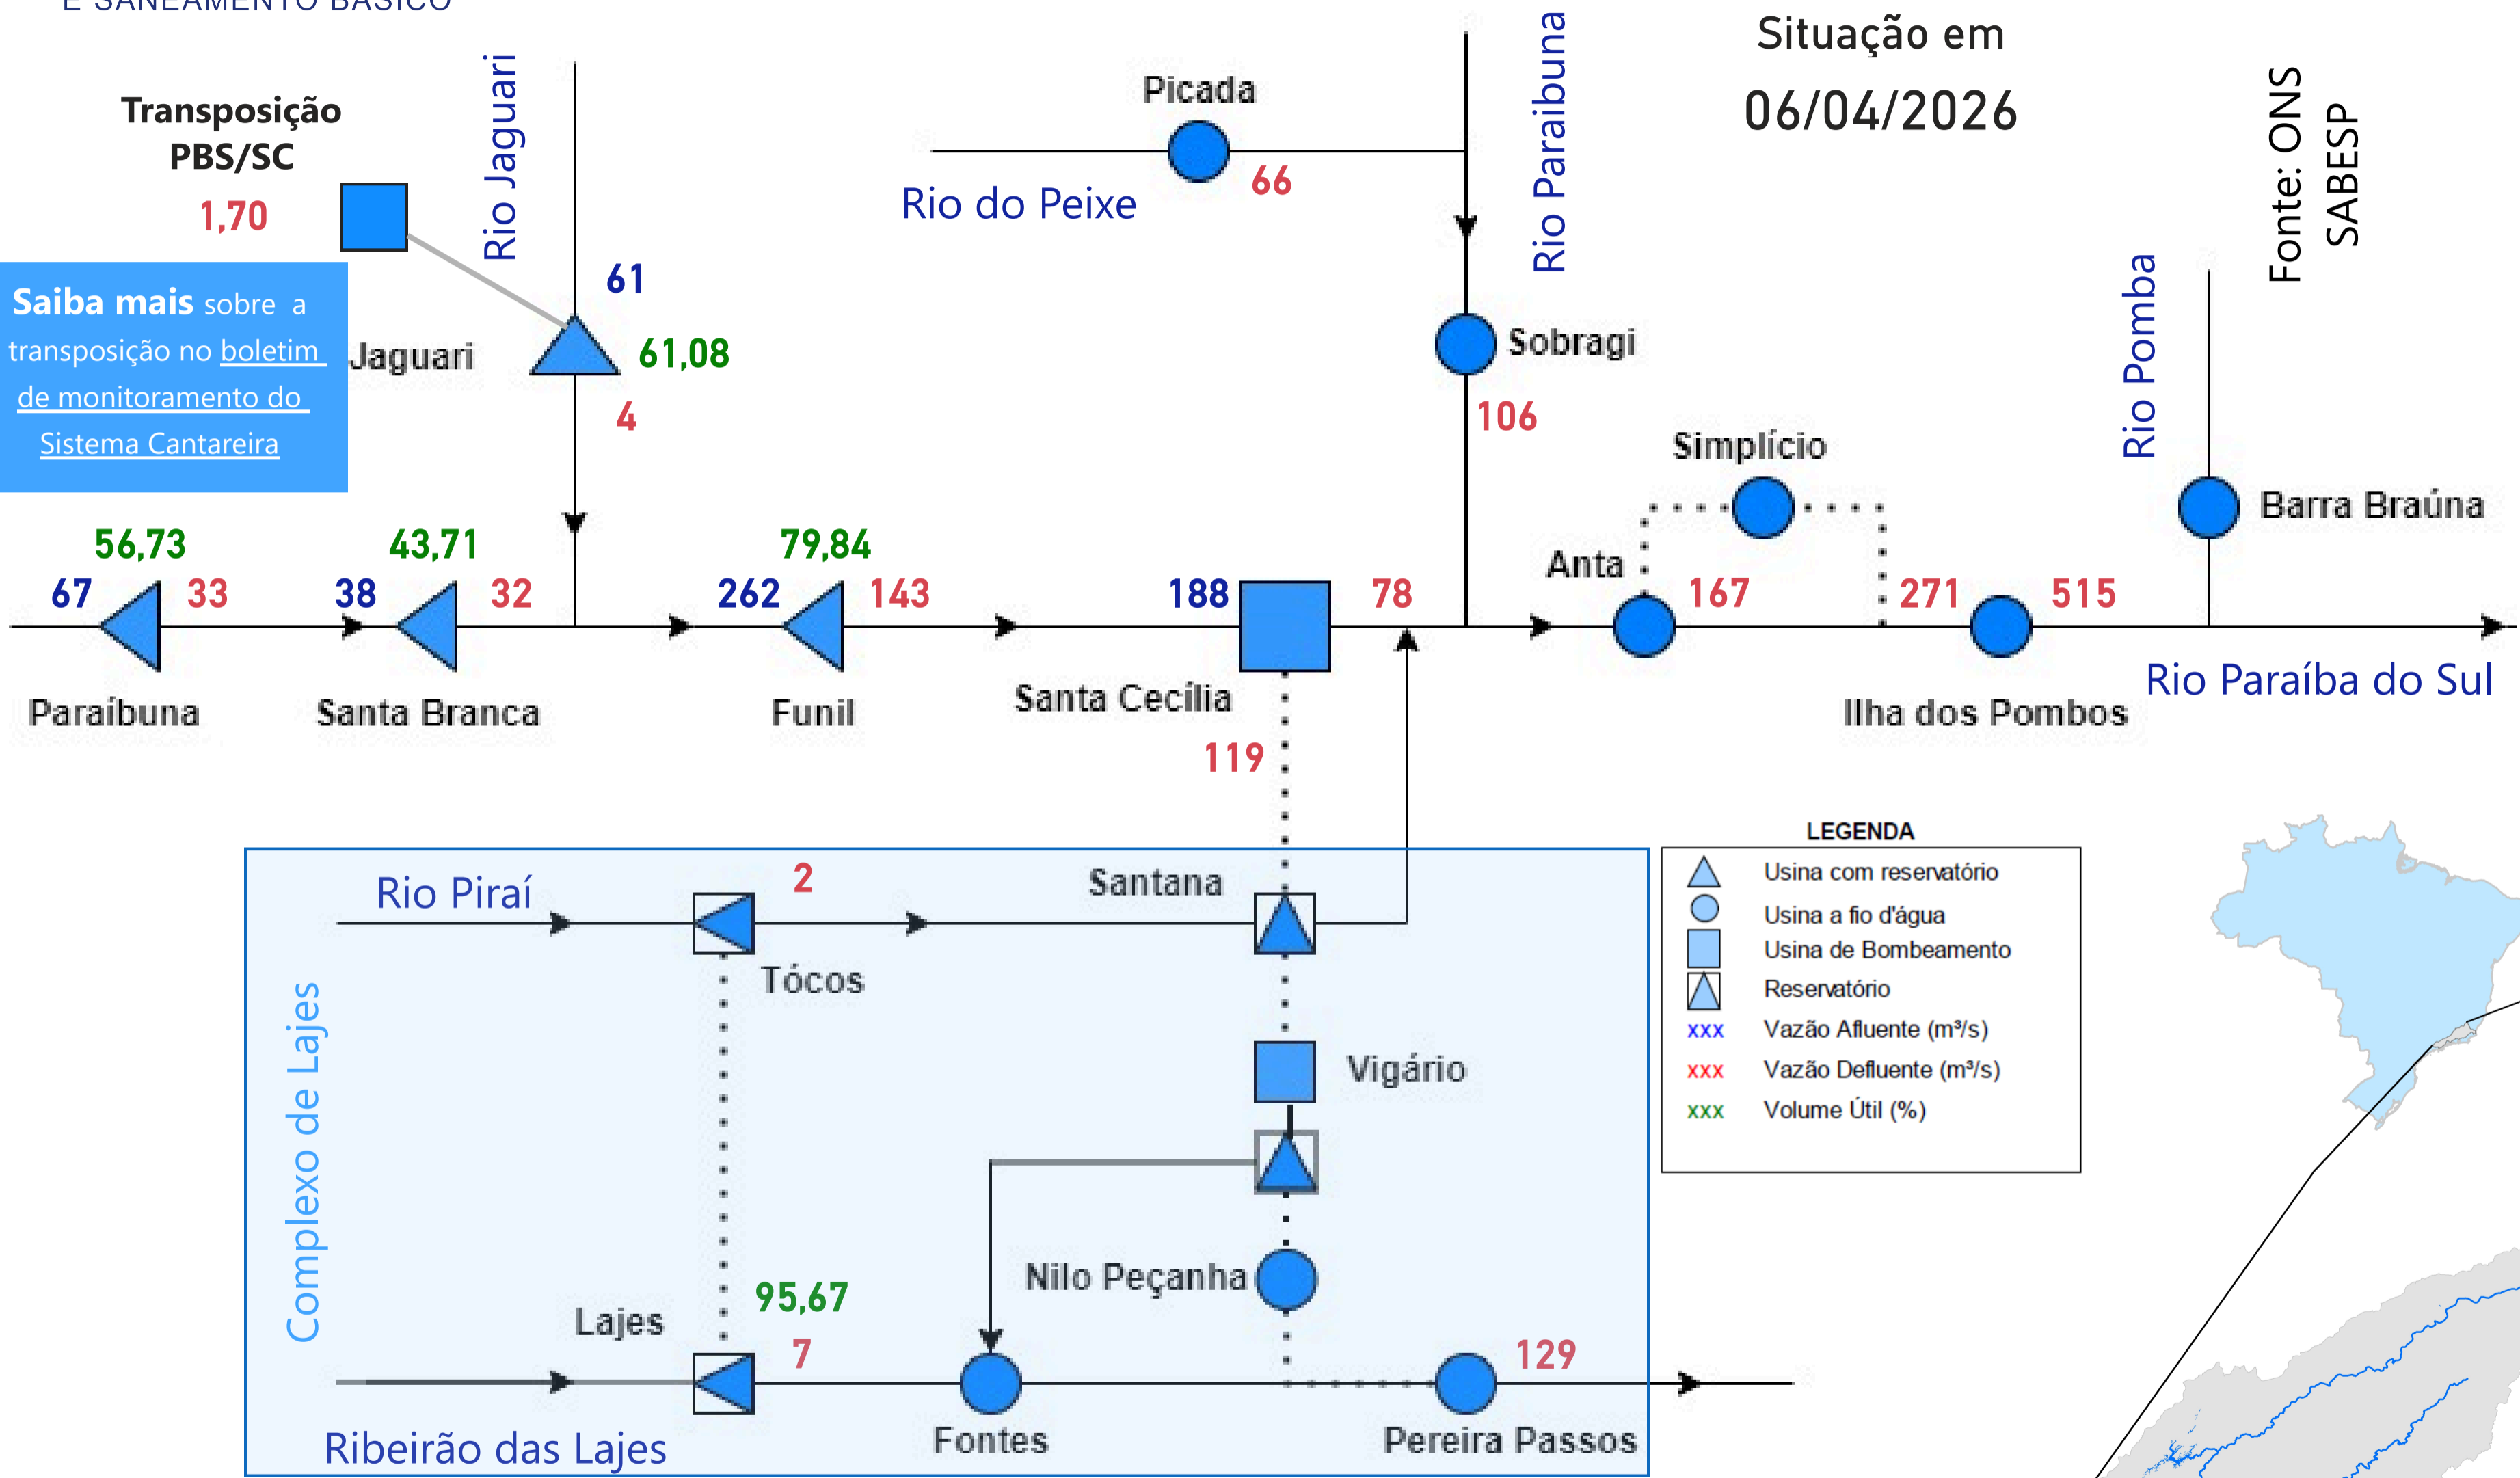 E SANEAMENTO BÁSICO
Situação em
06/04/2026
Fonte: ONS
SABESP
Transposição
PBS/SC
1,70
Rio Jaguari
Picada
66
Rio do Peixe
Rio Paraibuna
Saiba mais sobre a
transposição no boletim
de monitoramento do
Sistema Cantareira
61
Jaguari
61,08
4
Sobragi
106
Simplício
Rio Pomba
Barra Braúna
56,73
43,71
79,84
Anta
67
33
38
32
262
143
188
78
167
271
515
Paraíbuna
Santa Branca
Funil
Santa Cecília
Ilha dos Pombos
Rio Paraíba do Sul
119
Complexo de Lajes
Rio Piraí
2
Santana
Tócos
Vigário
Nilo Peçanha
95,67
Lajes
7
129
Fontes
Pereira Passos
Ribeirão das Lajes
LEGENDA
Usina com reservatório
Usina a fio d'água
Usina de Bombeamento
Reservatório
xxx Vazão Afluente (m³/s)
xxx Vazão Defluente (m³/s)
xxx Volume Útil (%)